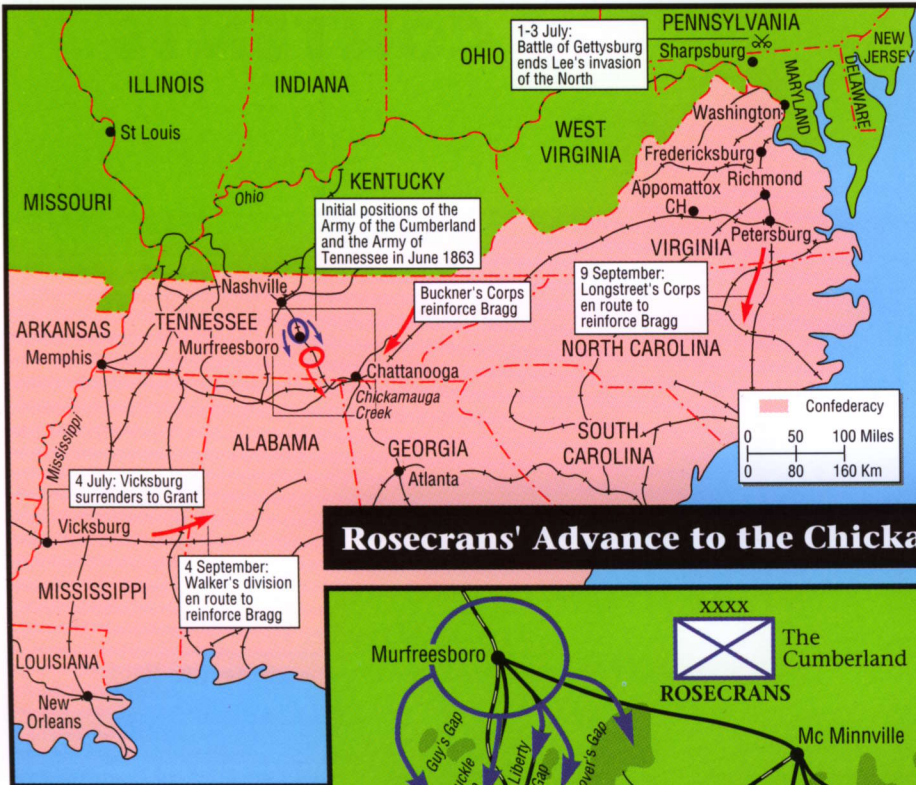 1-3 July:
Battle of Gettysburg
ends Lee's invasion
of the North
PENNSYLVANIA
Sharpsburg
NEW
JERSEY
OHIO
ILLINOIS
INDIANA
MARYLAND
DELAWARE
Washington
St Louis
WEST
VIRGINIA
Fredericksburg
KENTUCKY
Appomattox
CH
Richmond
MISSOURI
Ohio
Petersburg
Initial positions of the
Army of the Cumberland
and the Army of
Tennessee in June 1863
VIRGINIA
Nashville
Buckner's Corps
reinforce Bragg
9 September:
Longstreet's Corps
en route to
reinforce Bragg
ARKANSAS
TENNESSEE
Memphis
Murfreesboro
NORTH CAROLINA
Chattanooga
Chickamauga
Creek
Confederacy
0 50 100 Miles
0 80 160 Km
Mississippi
ALABAMA
GEORGIA
SOUTH
CAROLINA
Atlanta
4 July: Vicksburg
surrenders to Grant
Vicksburg
4 September:
Walker's division
en route to
reinforce Bragg
MISSISSIPPI
LOUISIANA
New
Orleans
Rosecrans' Advance to the Chicka
XXXX
The
Cumberland
ROSECRANS
Murfreesboro
Mc Minnville
Guy's Gap
Liberty
Gap